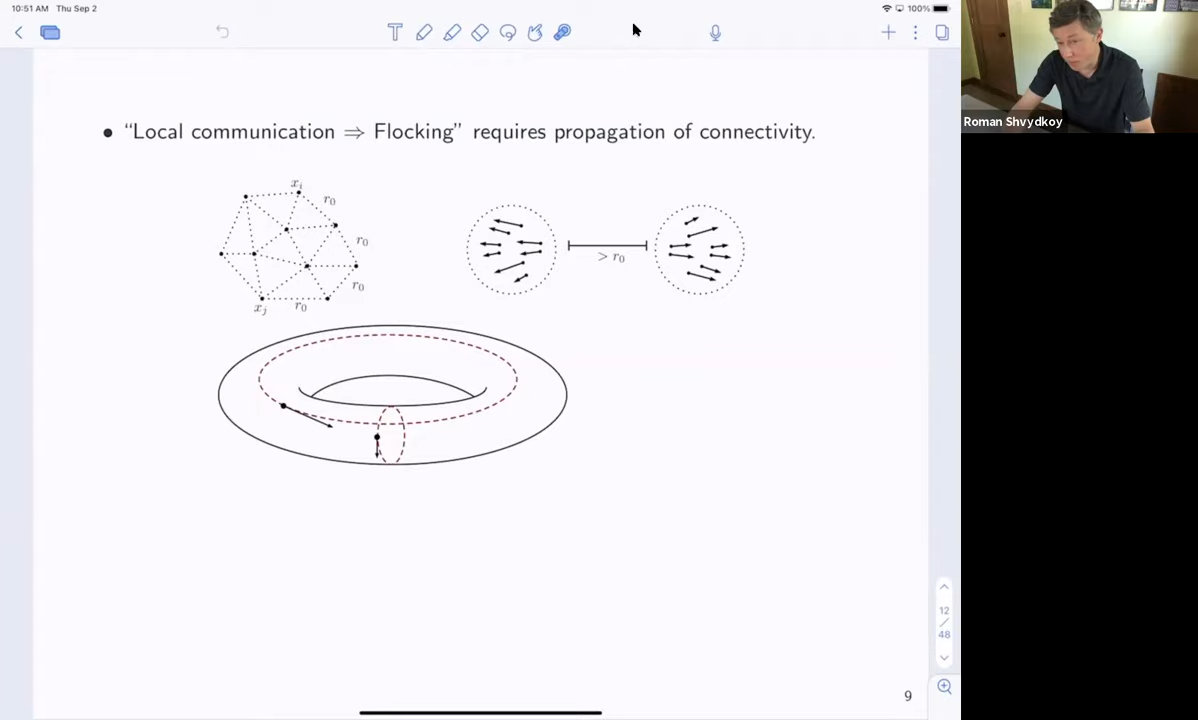 10:51 AM Thu Sep 2
100%
• “Local communication ⇒ Flocking” requires propagation of connectivity.
x_i
r_0
r_0
r_0
r_0
x_j
> r_0
Roman Shvydkoy
12
/
48
9